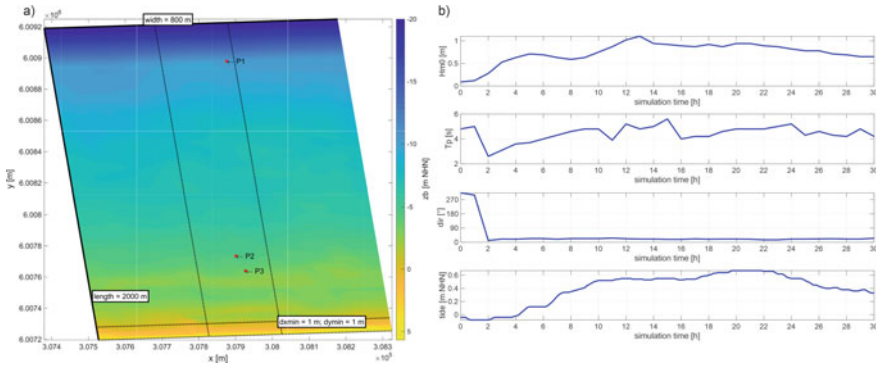 a)
width = 800 m
×10⁶
6.0092
6.009
6.0088
6.0086
6.0084
6.0082
6.008
6.0078
6.0076
6.0074
6.0072
y [m]
P1
P2
P3
length = 2000 m
dxmin = 1 m; dymin = 1 m
3.074 3.075 3.076 3.077 3.078 3.079 3.08 3.081 3.082 3.083
×10⁵
x [m]
-20
-15
-10
-5
0
5
zb [m NHN]
b)
Hm0 [m]
1
0.5
0
0 2 4 6 8 10 12 14 16 18 20 22 24 26 28 30
simulation time [h]
Tp [s]
6
4
2
0 2 4 6 8 10 12 14 16 18 20 22 24 26 28 30
simulation time [h]
dir [°]
270
180
90
0
0 2 4 6 8 10 12 14 16 18 20 22 24 26 28 30
simulation time [h]
tide [m NHN]
0.6
0.4
0.2
0
0 2 4 6 8 10 12 14 16 18 20 22 24 26 28 30
simulation time [h]